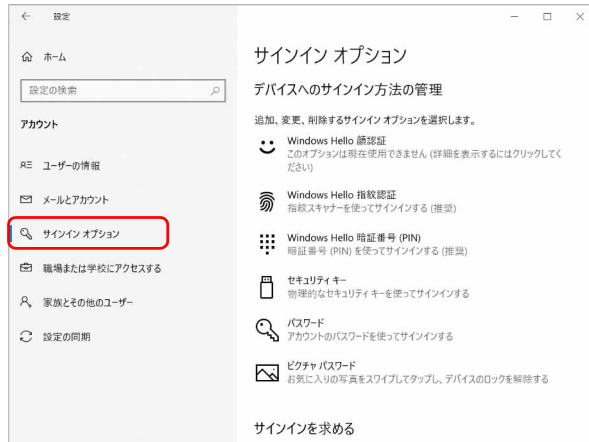 設定
ホーム
設定の検索
アカウント
ユーザーの情報
メールとアカウント
サインイン オプション
職場または学校にアクセスする
家族とその他のユーザー
設定の同期
サインイン オプション
デバイスへのサインイン方法の管理
追加、変更、削除するサインイン オプションを選択します。
Windows Hello 顔認証
このオプションは現在使用できません (詳細を表示するにはクリックしてく
ださい)
Windows Hello 指紋認証
指紋スキャナーを使ってサインインする (推奨)
Windows Hello 暗証番号 (PIN)
暗証番号 (PIN) を使ってサインインする (推奨)
セキュリティ キー
物理的なセキュリティ キーを使ってサインインする
パスワード
アカウントのパスワードを使ってサインインする
ピクチャ パスワード
お気に入りの写真をスワイプしてタップし、デバイスのロックを解除する
サインインを求める